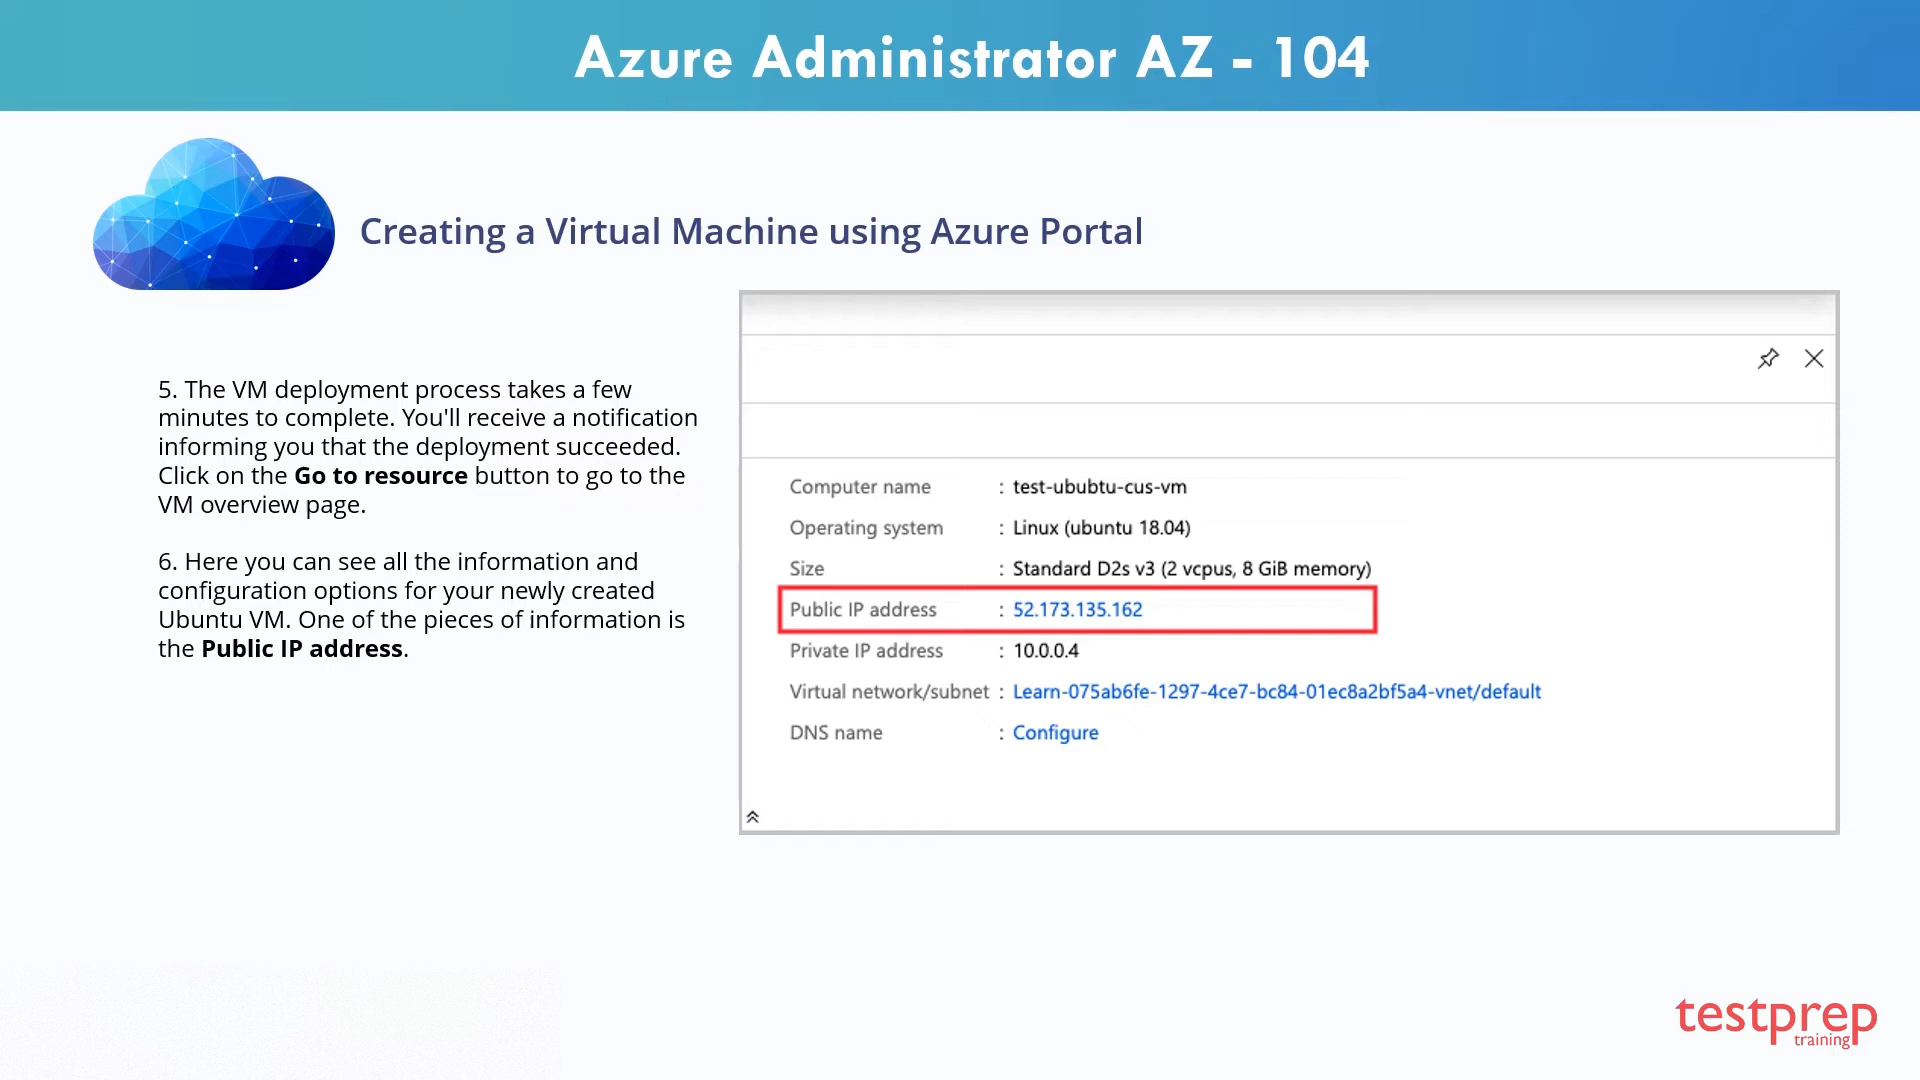 Azure Administrator AZ - 104
Creating a Virtual Machine using Azure Portal
5. The VM deployment process takes a few
minutes to complete. You'll receive a notification
informing you that the deployment succeeded.
Click on the Go to resource button to go to the
VM overview page.
6. Here you can see all the information and
configuration options for your newly created
Ubuntu VM. One of the pieces of information is
the Public IP address.
Computer name : test-ububtu-cus-vm
Operating system : Linux (ubuntu 18.04)
Size : Standard D2s v3 (2 vcpus, 8 GiB memory)
Public IP address : 52.173.135.162
Private IP address : 10.0.0.4
Virtual network/subnet : Learn-075ab6fe-1297-4ce7-bc84-01ec8a2bf5a4-vnet/default
DNS name : Configure
testprep
training